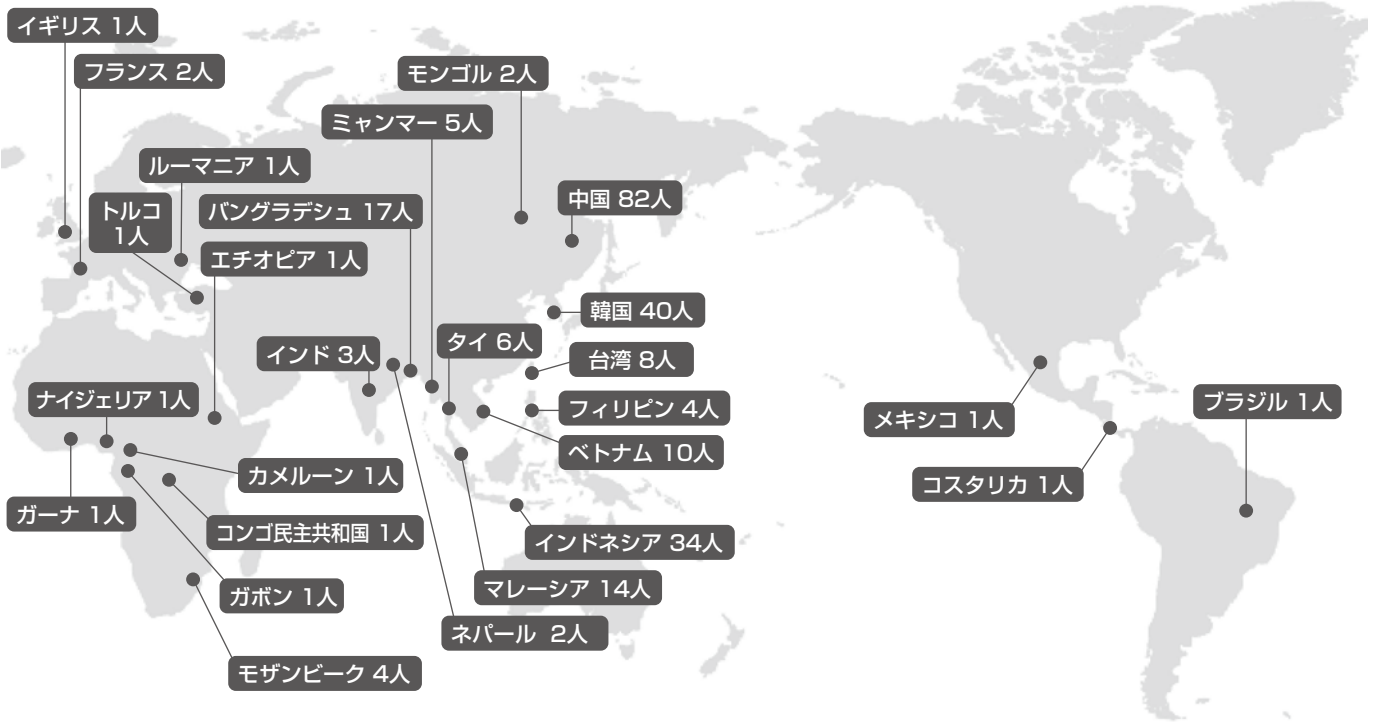 イギリス 1人
フランス 2人
モンゴル 2人
ミャンマー 5人
ルーマニア 1人
トルコ
1人
バングラデシュ 17人
中国 82人
エチオピア 1人
韓国 40人
タイ 6人
インド 3人
台湾 8人
ナイジェリア 1人
フィリピン 4人
メキシコ 1人
ブラジル 1人
ベトナム 10人
カメルーン 1人
コスタリカ 1人
ガーナ 1人
コンゴ民主共和国 1人
インドネシア 34人
マレーシア 14人
ガボン 1人
ネパール 2人
モザンビーク 4人